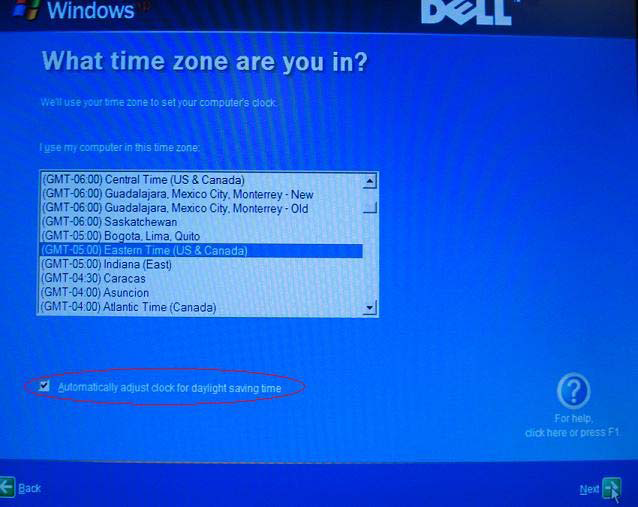 Windows xp
DELL™
What time zone are you in?
We'll use your time zone to set your computer's clock.
I use my computer in this time zone:
(GMT-06:00) Central Time (US & Canada)
(GMT-06:00) Guadalajara, Mexico City, Monterrey - New
(GMT-06:00) Guadalajara, Mexico City, Monterrey - Old
(GMT-06:00) Saskatchewan
(GMT-05:00) Bogota, Lima, Quito
(GMT-05:00) Eastern Time (US & Canada)
(GMT-05:00) Indiana (East)
(GMT-04:30) Caracas
(GMT-04:00) Asuncion
(GMT-04:00) Atlantic Time (Canada)
Automatically adjust clock for daylight saving time
?
For help,
click here or press F1.
Back
Next